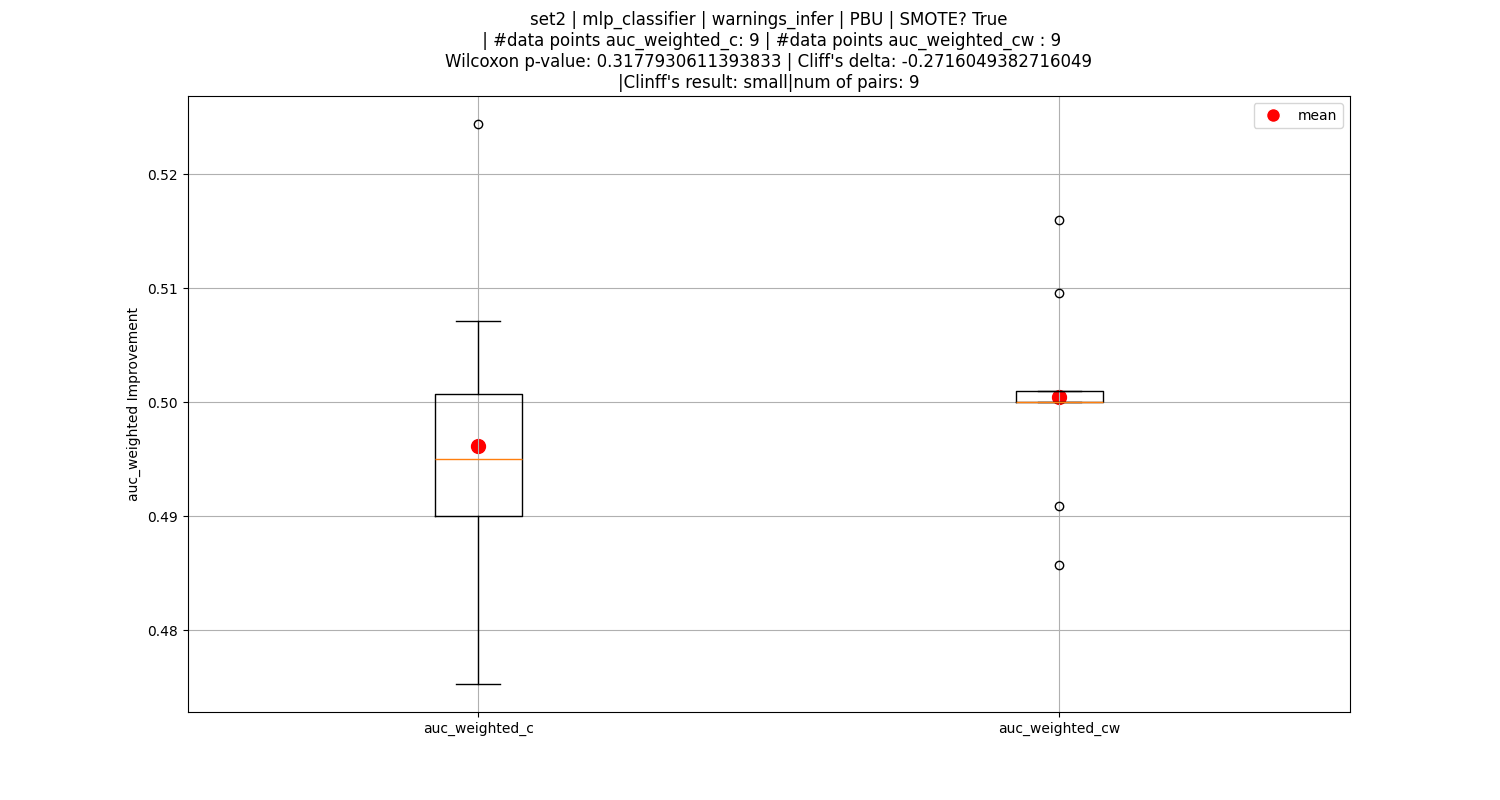 set2 | mlp_classifier | warnings_infer | PBU | SMOTE? True
| #data points auc_weighted_c: 9 | #data points auc_weighted_cw : 9
Wilcoxon p-value: 0.3177930611393833 | Cliff's delta: -0.2716049382716049
|Clinff's result: small|num of pairs: 9
mean
auc_weighted Improvement
0.52
0.51
0.50
0.49
0.48
auc_weighted_c
auc_weighted_cw